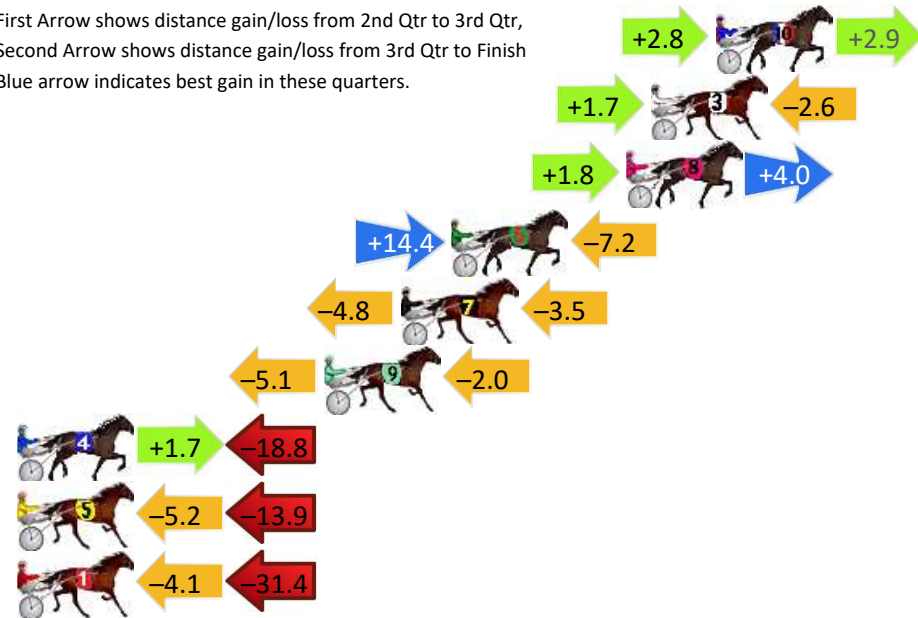 First Arrow shows distance gain/loss from 2nd Qtr to 3rd Qtr,
Second Arrow shows distance gain/loss from 3rd Qtr to Finish
Blue arrow indicates best gain in these quarters.
+2.8 10 +2.9
+1.7 3 –2.6
+1.8 8 +4.0
+14.4 –7.2
–4.8 7 –3.5
–5.1 9 –2.0
4 +1.7 –18.8
5 –5.2 –13.9
1 –4.1 –31.4